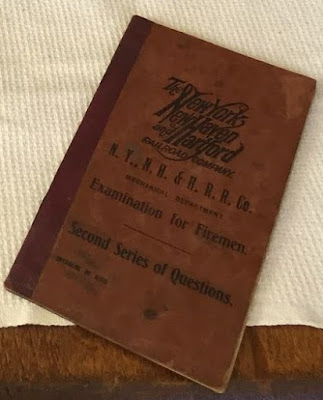 The New York
New Haven
and Hartford
RAILROAD COMPANY.
N. Y., N. H. & H. R. R. Co.
MECHANICAL DEPARTMENT.
Examination for Firemen.
Second Series of Questions.